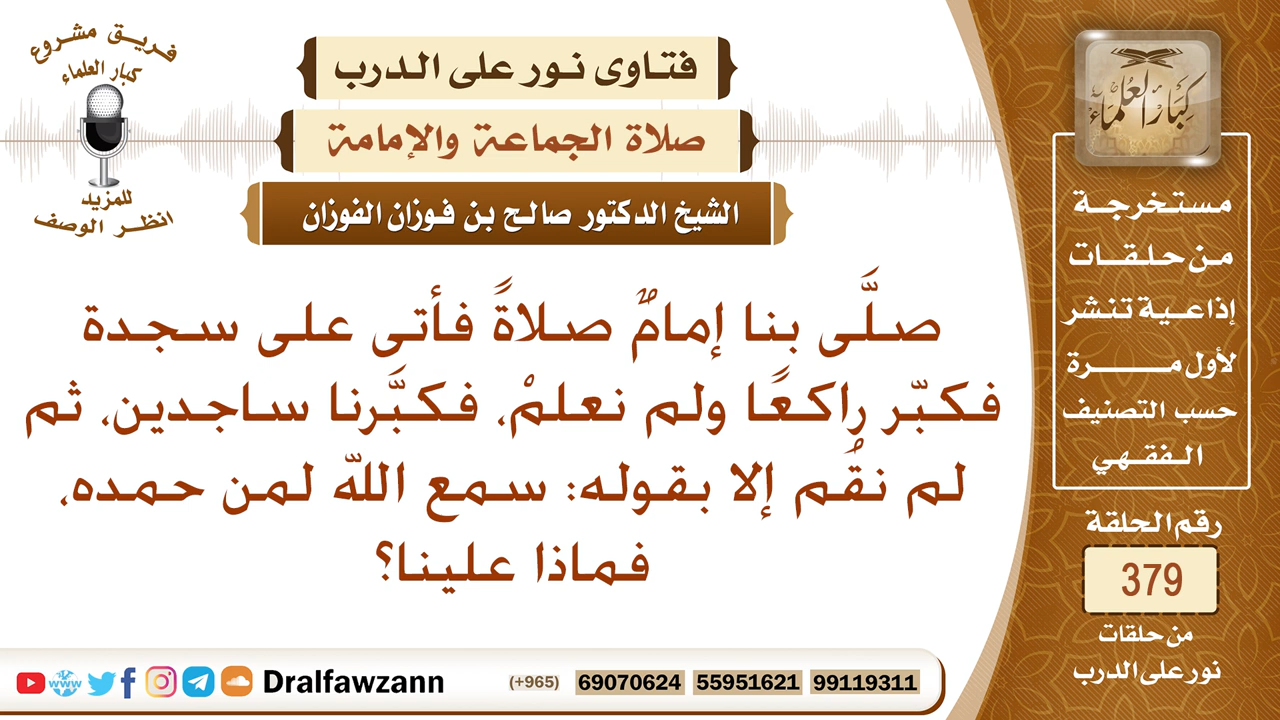 فريق مشروع
كبار العلماء
للمزيد
انظر الوصف
فتاوى نور على الدرب
صلاة الجماعة والإمامة
الشيخ الدكتور صالح بن فوزان الفوزان
صلَّى بنا إمامٌ صلاةً فأتى على سجدة
فكبّر راكعًا ولم نعلمْ، فكبَّرنا ساجدين، ثم
لم نقُم إلا بقوله: سمع الله لمن حمده،
فماذا علينا؟
كبار العلماء
مستخرجة
من حلقات
إذاعية تنشر
لأول مرة
حسب التصنيف
الفقهي
رقم الحلقة
379
من حلقات
نور على الدرب
www Dralfawzann (+965) 69070624 55951621 99119311